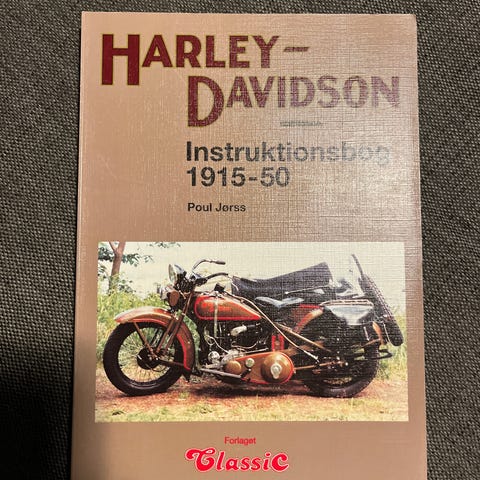 HARLEY-
DAVIDSON
Instruktionsbog
1915-50
Poul Jørss
Forlaget
Classic